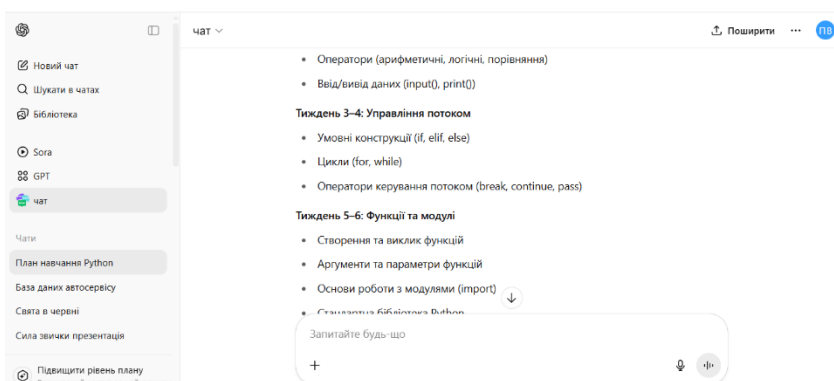 чат
Поширити
ПВ
Новий чат
Шукати в чатах
Бібліотека
Sora
GPT
чат
Чати
План навчання Python
База даних автосервісу
Свята в червні
Сила звички презентація
Підвищити рівень плану
• Оператори (арифметичні, логічні, порівняння)
• Ввід/вивід даних (input(), print())
Тиждень 3–4: Управління потоком
• Умовні конструкції (if, elif, else)
• Цикли (for, while)
• Оператори керування потоком (break, continue, pass)
Тиждень 5–6: Функції та модулі
• Створення та виклик функцій
• Аргументи та параметри функцій
• Основи роботи з модулями (import)
• Стандартна бібліотека Python
Запитайте будь-що